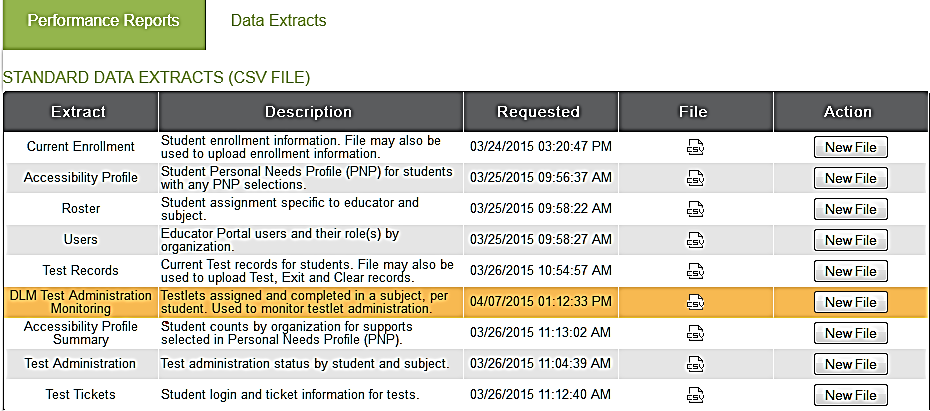 Performance Reports Data Extracts
STANDARD DATA EXTRACTS (CSV FILE)
Extract Description Requested File Action
Current Enrollment Student enrollment information. File may also be used to upload enrollment information. 03/24/2015 03:20:47 PM CSV New File
Accessibility Profile Student Personal Needs Profile (PNP) for students with any PNP selections. 03/25/2015 09:56:37 AM CSV New File
Roster Student assignment specific to educator and subject. 03/25/2015 09:58:22 AM CSV New File
Users Educator Portal users and their role(s) by organization. 03/25/2015 09:58:27 AM CSV New File
Test Records Current Test records for students. File may also be used to upload Test, Exit and Clear records. 03/26/2015 10:54:57 AM CSV New File
DLM Test Administration Monitoring Testlets assigned and completed in a subject, per student. Used to monitor testlet administration. 04/07/2015 01:12:33 PM CSV New File
Accessibility Profile Summary Student counts by organization for supports selected in Personal Needs Profile (PNP). 03/26/2015 11:13:02 AM CSV New File
Test Administration Test administration status by student and subject. 03/26/2015 11:04:39 AM CSV New File
Test Tickets Student login and ticket information for tests. 03/26/2015 11:12:40 AM CSV New File